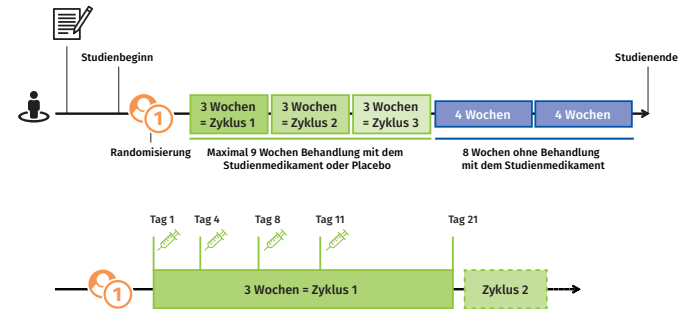 Studienbeginn
Studienende
1
3 Wochen
= Zyklus 1
3 Wochen
= Zyklus 2
3 Wochen
= Zyklus 3
4 Wochen
4 Wochen
Randomisierung
Maximal 9 Wochen Behandlung mit dem
Studienmedikament oder Placebo
8 Wochen ohne Behandlung
mit dem Studienmedikament
Tag 1
Tag 4
Tag 8
Tag 11
Tag 21
1
3 Wochen = Zyklus 1
Zyklus 2